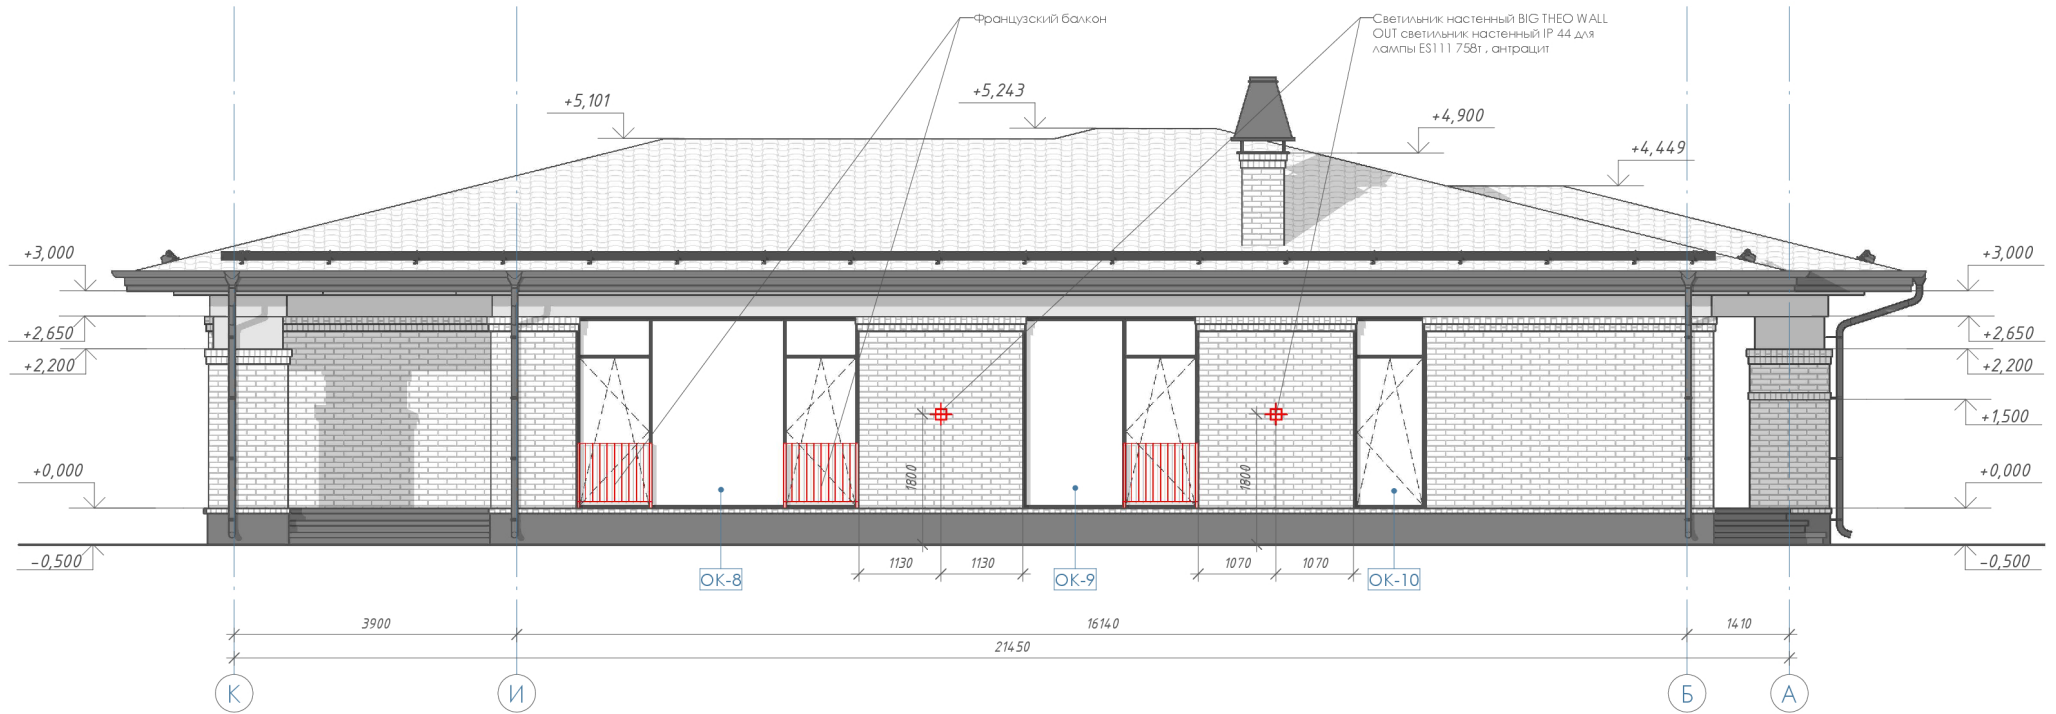 Французский балкон
Светильник настенный BIG THEO WALL
OUT светильник настенный IP 44 для
лампы ES111 758т , антрацит
+5,101
+5,243
+4,900
+4,449
+3,000
+2,650
+2,200
+0,000
-0,500
+3,000
+2,650
+2,200
+1,500
+0,000
-0,500
1800
1800
1130
1130
1070
1070
ОК-8
ОК-9
ОК-10
3900
16140
1410
21450
К
И
Б
А